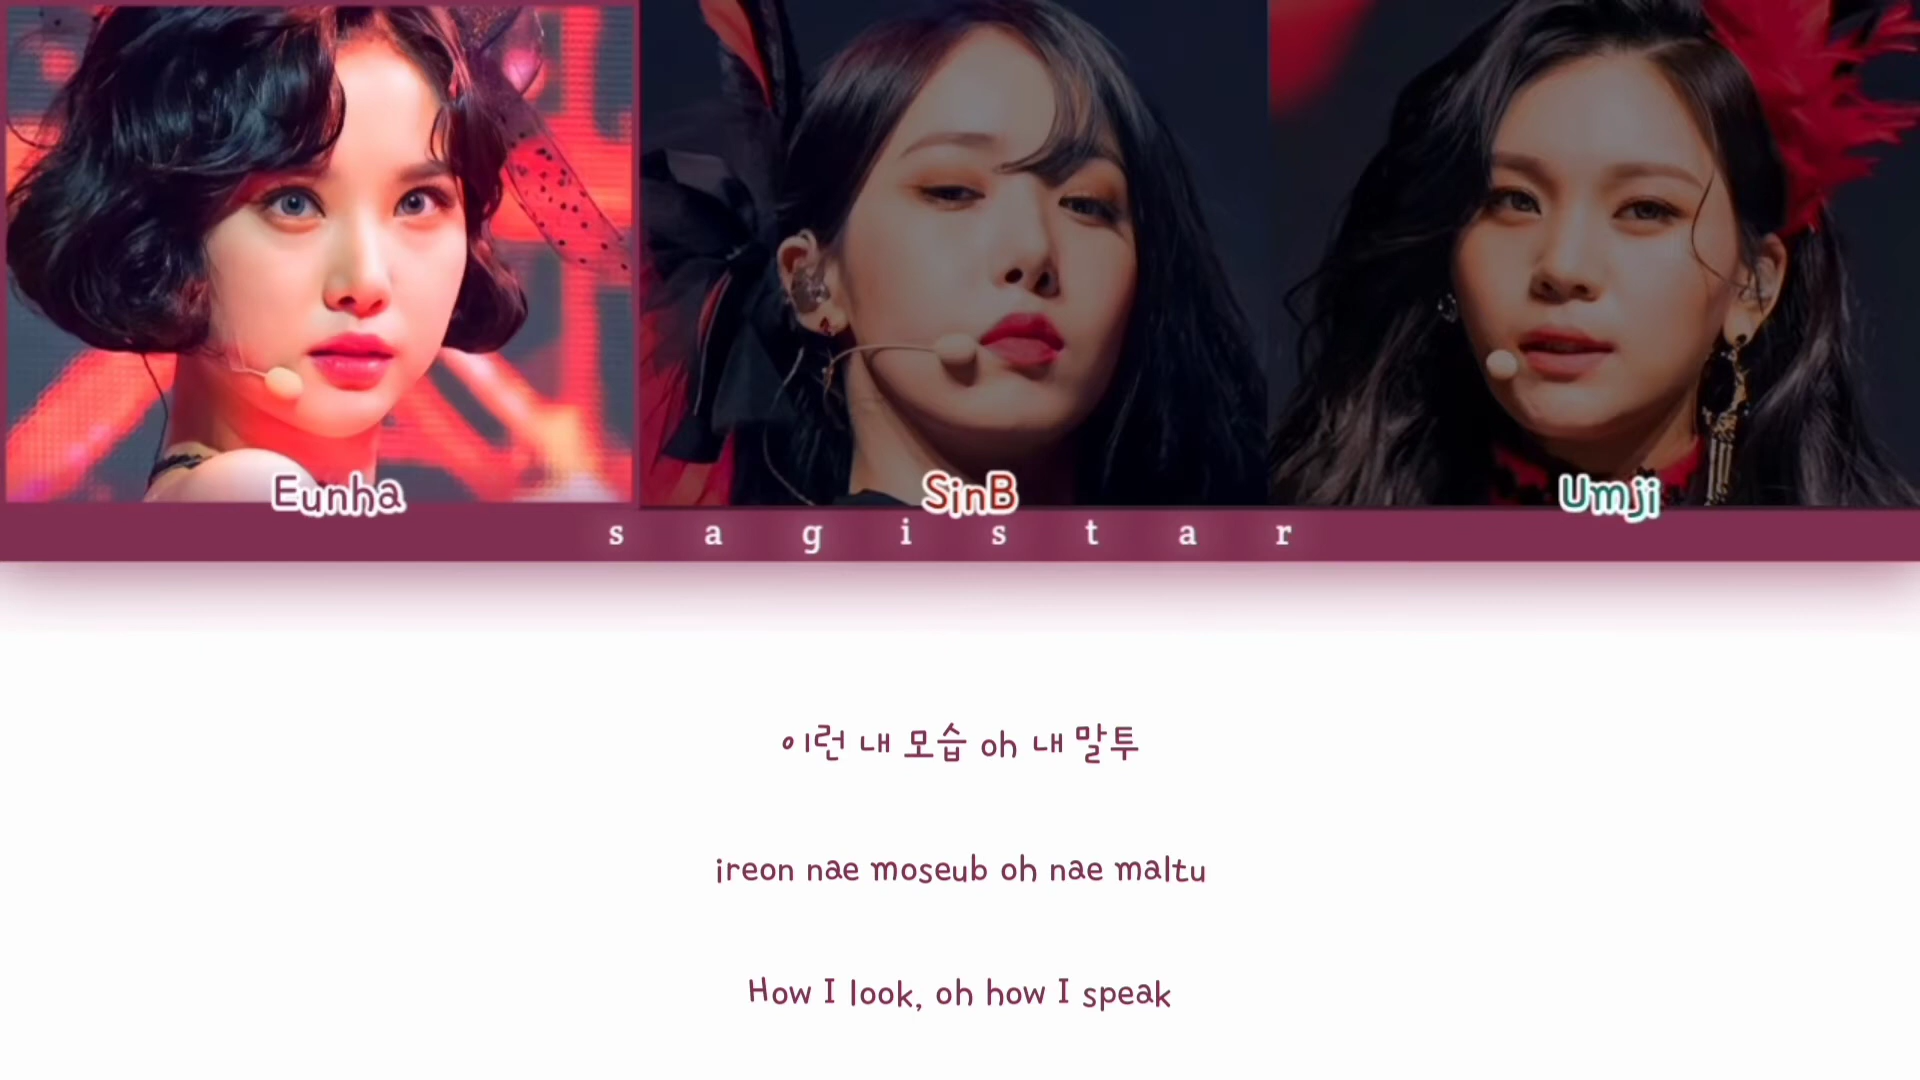 Eunha
SinB
Umji
s a g i s t a r
이런 내 모습 oh 내 말투
ireon nae moseub oh nae maltu
How I look, oh how I speak